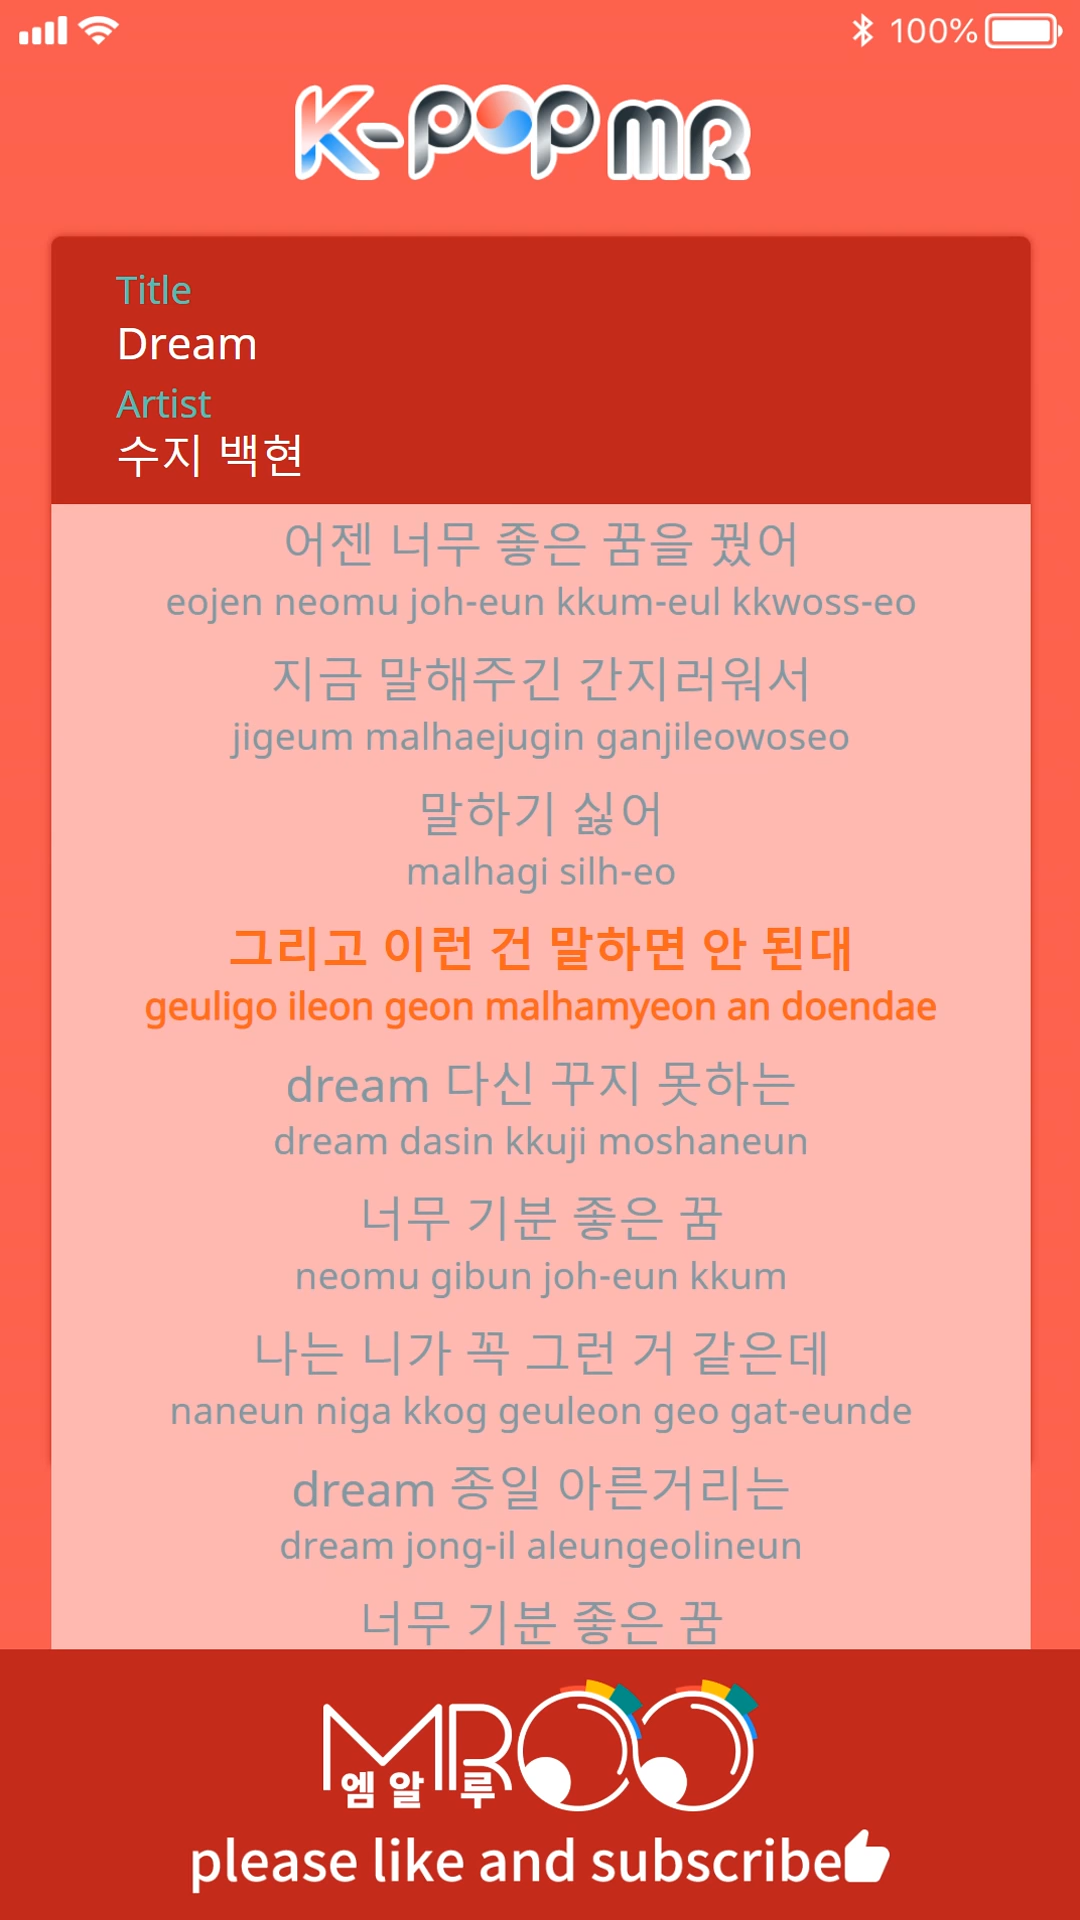 100%
K-POP MR
Title
Dream
Artist
수지 백현
어젠 너무 좋은 꿈을 꿨어
eojen neomu joh-eun kkum-eul kkwoss-eo
지금 말해주긴 간지러워서
jigeum malhaejugin ganjileowoseo
말하기 싫어
malhagi silh-eo
그리고 이런 건 말하면 안 된대
geuligo ileon geon malhamyeon an doendae
dream 다신 꾸지 못하는
dream dasin kkuji moshaneun
너무 기분 좋은 꿈
neomu gibun joh-eun kkum
나는 니가 꼭 그런 거 같은데
naneun niga kkog geuleon geo gat-eunde
dream 종일 아른거리는
dream jong-il aleungeolineun
너무 기분 좋은 꿈
MROO
엠 알 루
please like and subscribe